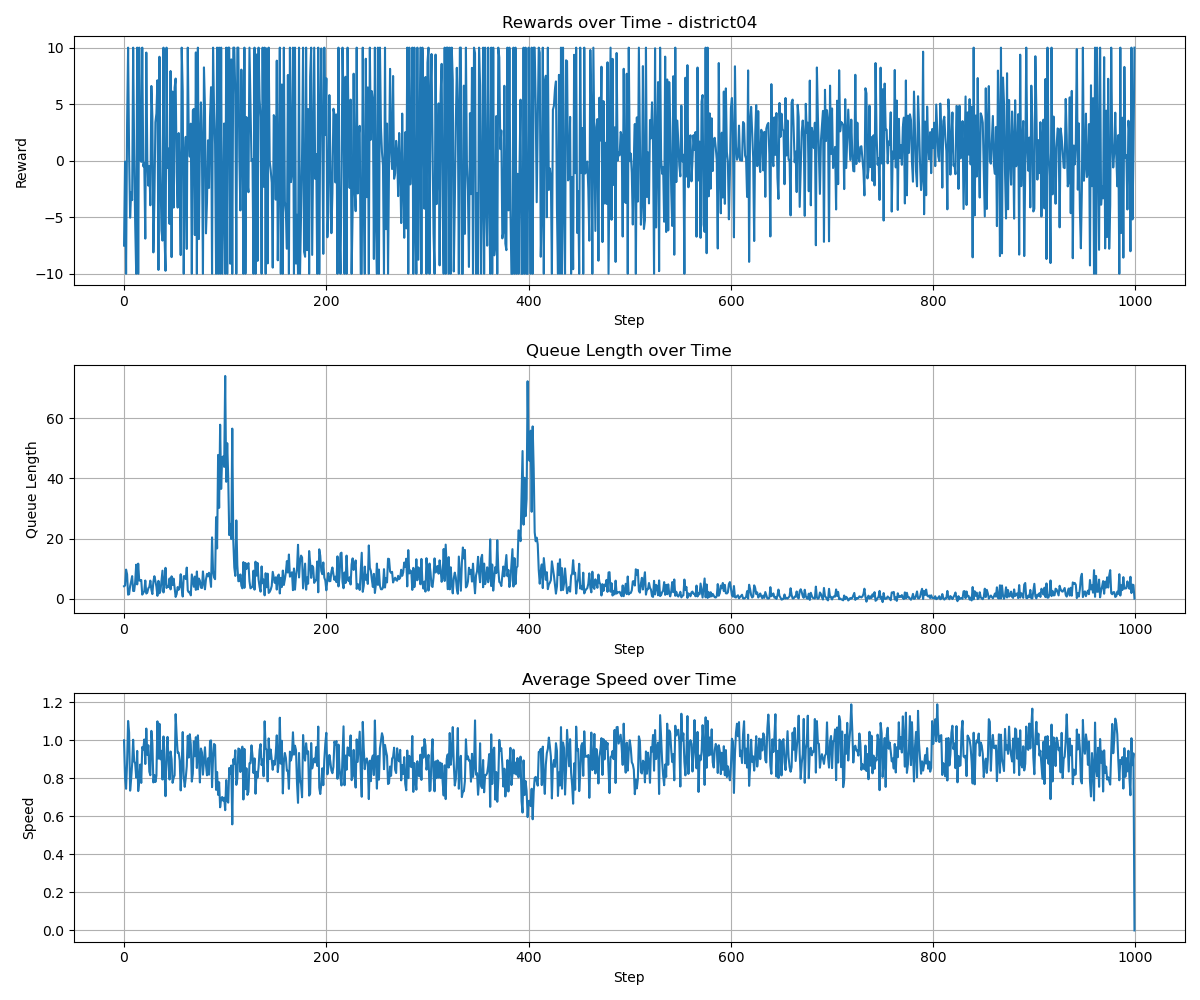 Rewards over Time - district04
10
5
0
−5
−10
Reward
0 200 400 600 800 1000
Step
Queue Length over Time
60
40
20
0
Queue Length
0 200 400 600 800 1000
Step
Average Speed over Time
1.2
1.0
0.8
0.6
0.4
0.2
0.0
Speed
0 200 400 600 800 1000
Step